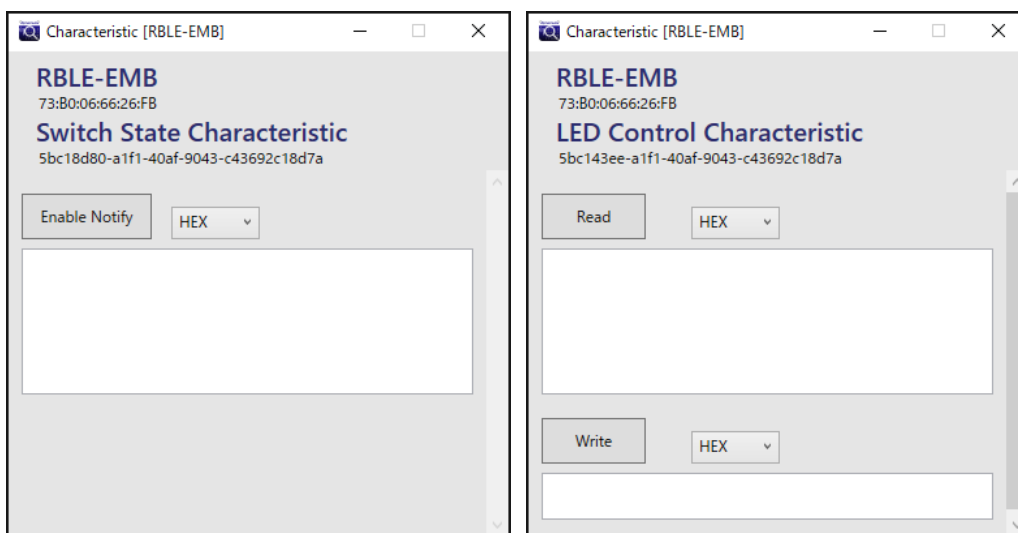 Characteristic [RBLE-EMB]
RBLE-EMB
73:B0:06:66:26:FB
Switch State Characteristic
5bc18d80-a1f1-40af-9043-c43692c18d7a
Enable Notify
HEX
Characteristic [RBLE-EMB]
RBLE-EMB
73:B0:06:66:26:FB
LED Control Characteristic
5bc143ee-a1f1-40af-9043-c43692c18d7a
Read
HEX
Write
HEX